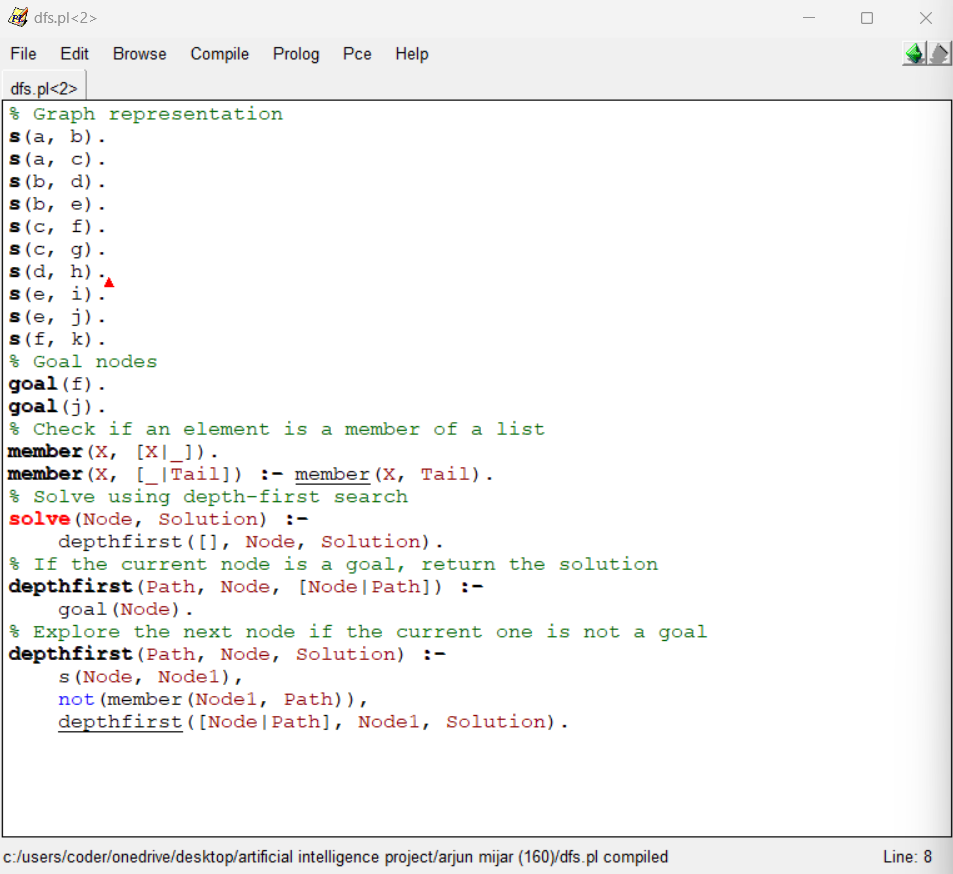 dfs.pl<2>
File Edit Browse Compile Prolog Pce Help
dfs.pl<2>
% Graph representation
s(a, b).
s(a, c).
s(b, d).
s(b, e).
s(c, f).
s(c, g).
s(d, h).
s(e, i).
s(e, j).
s(f, k).
% Goal nodes
goal(f).
goal(j).
% Check if an element is a member of a list
member(X, [X|_]).
member(X, [_|Tail]) :- member(X, Tail).
% Solve using depth-first search
solve(Node, Solution) :-
    depthfirst([], Node, Solution).
% If the current node is a goal, return the solution
depthfirst(Path, Node, [Node|Path]) :-
    goal(Node).
% Explore the next node if the current one is not a goal
depthfirst(Path, Node, Solution) :-
    s(Node, Node1),
    not(member(Node1, Path)),
    depthfirst([Node|Path], Node1, Solution).
c:/users/coder/onedrive/desktop/artificial intelligence project/arjun mijar (160)/dfs.pl compiled
Line: 8